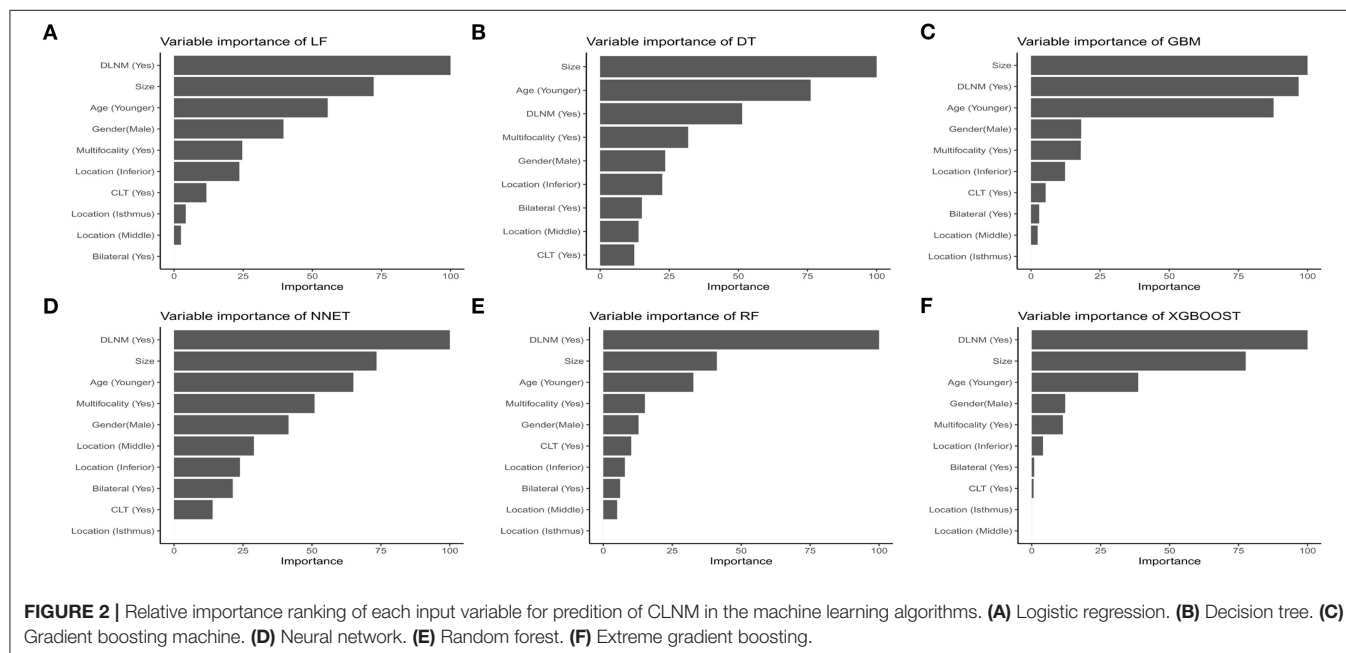 A
Variable importance of LF
DLNM (Yes)
Size
Age (Younger)
Gender(Male)
Multifocality (Yes)
Location (Inferior)
CLT (Yes)
Location (Isthmus)
Location (Middle)
Bilateral (Yes)
0 25 50 75 100
Importance
B
Variable importance of DT
Size
Age (Younger)
DLNM (Yes)
Multifocality (Yes)
Gender(Male)
Location (Inferior)
Bilateral (Yes)
Location (Middle)
CLT (Yes)
0 25 50 75 100
Importance
C
Variable importance of GBM
Size
DLNM (Yes)
Age (Younger)
Gender(Male)
Multifocality (Yes)
Location (Inferior)
CLT (Yes)
Bilateral (Yes)
Location (Middle)
Location (Isthmus)
0 25 50 75 100
Importance
D
Variable importance of NNET
DLNM (Yes)
Size
Age (Younger)
Multifocality (Yes)
Gender(Male)
Location (Middle)
Location (Inferior)
Bilateral (Yes)
CLT (Yes)
Location (Isthmus)
0 25 50 75 100
Importance
E
Variable importance of RF
DLNM (Yes)
Size
Age (Younger)
Multifocality (Yes)
Gender(Male)
CLT (Yes)
Location (Inferior)
Bilateral (Yes)
Location (Middle)
Location (Isthmus)
0 25 50 75 100
Importance
F
Variable importance of XGBOOST
DLNM (Yes)
Size
Age (Younger)
Gender(Male)
Multifocality (Yes)
Location (Inferior)
Bilateral (Yes)
CLT (Yes)
Location (Isthmus)
Location (Middle)
0 25 50 75 100
Importance
FIGURE 2 | Relative importance ranking of each input variable for predition of CLNM in the machine learning algorithms. (A) Logistic regression. (B) Decision tree. (C)
Gradient boosting machine. (D) Neural network. (E) Random forest. (F) Extreme gradient boosting.